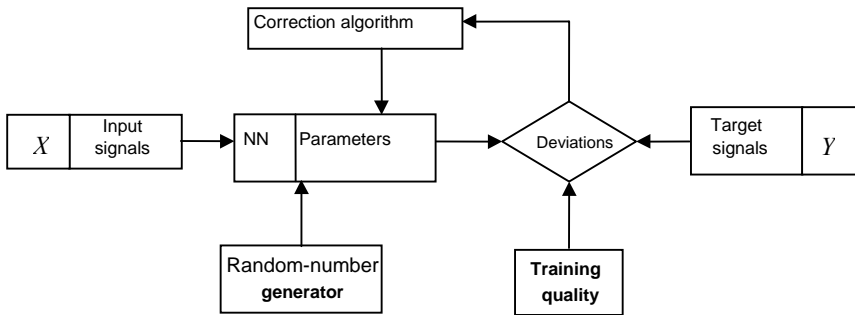 Correction algorithm
X
Input
signals
NN
Parameters
Deviations
Target
signals
Y
Random-number
generator
Training
quality